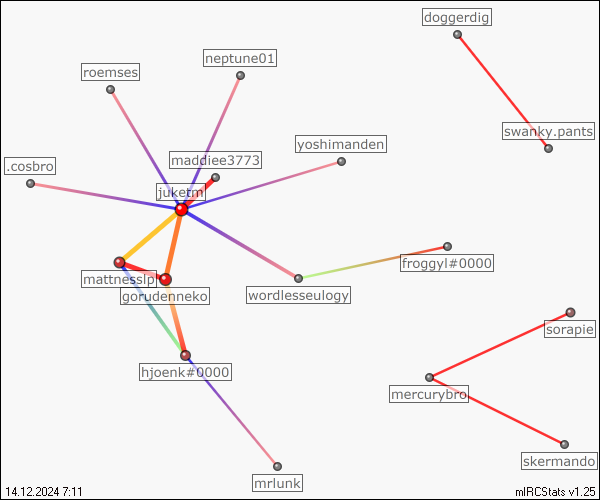 doggerdig
neptune01
roemses
swanky.pants
yoshimanden
maddiee3773
.cosbro
jukerm
froggyl#0000
mattnesslp
gorudenneko
wordlesseulogy
sorapie
hjoenk#0000
mercurybro
skermando
mrlunk
14.12.2024 7:11
mIRCStats v1.25